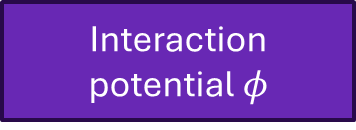 Interaction
potential ϕ